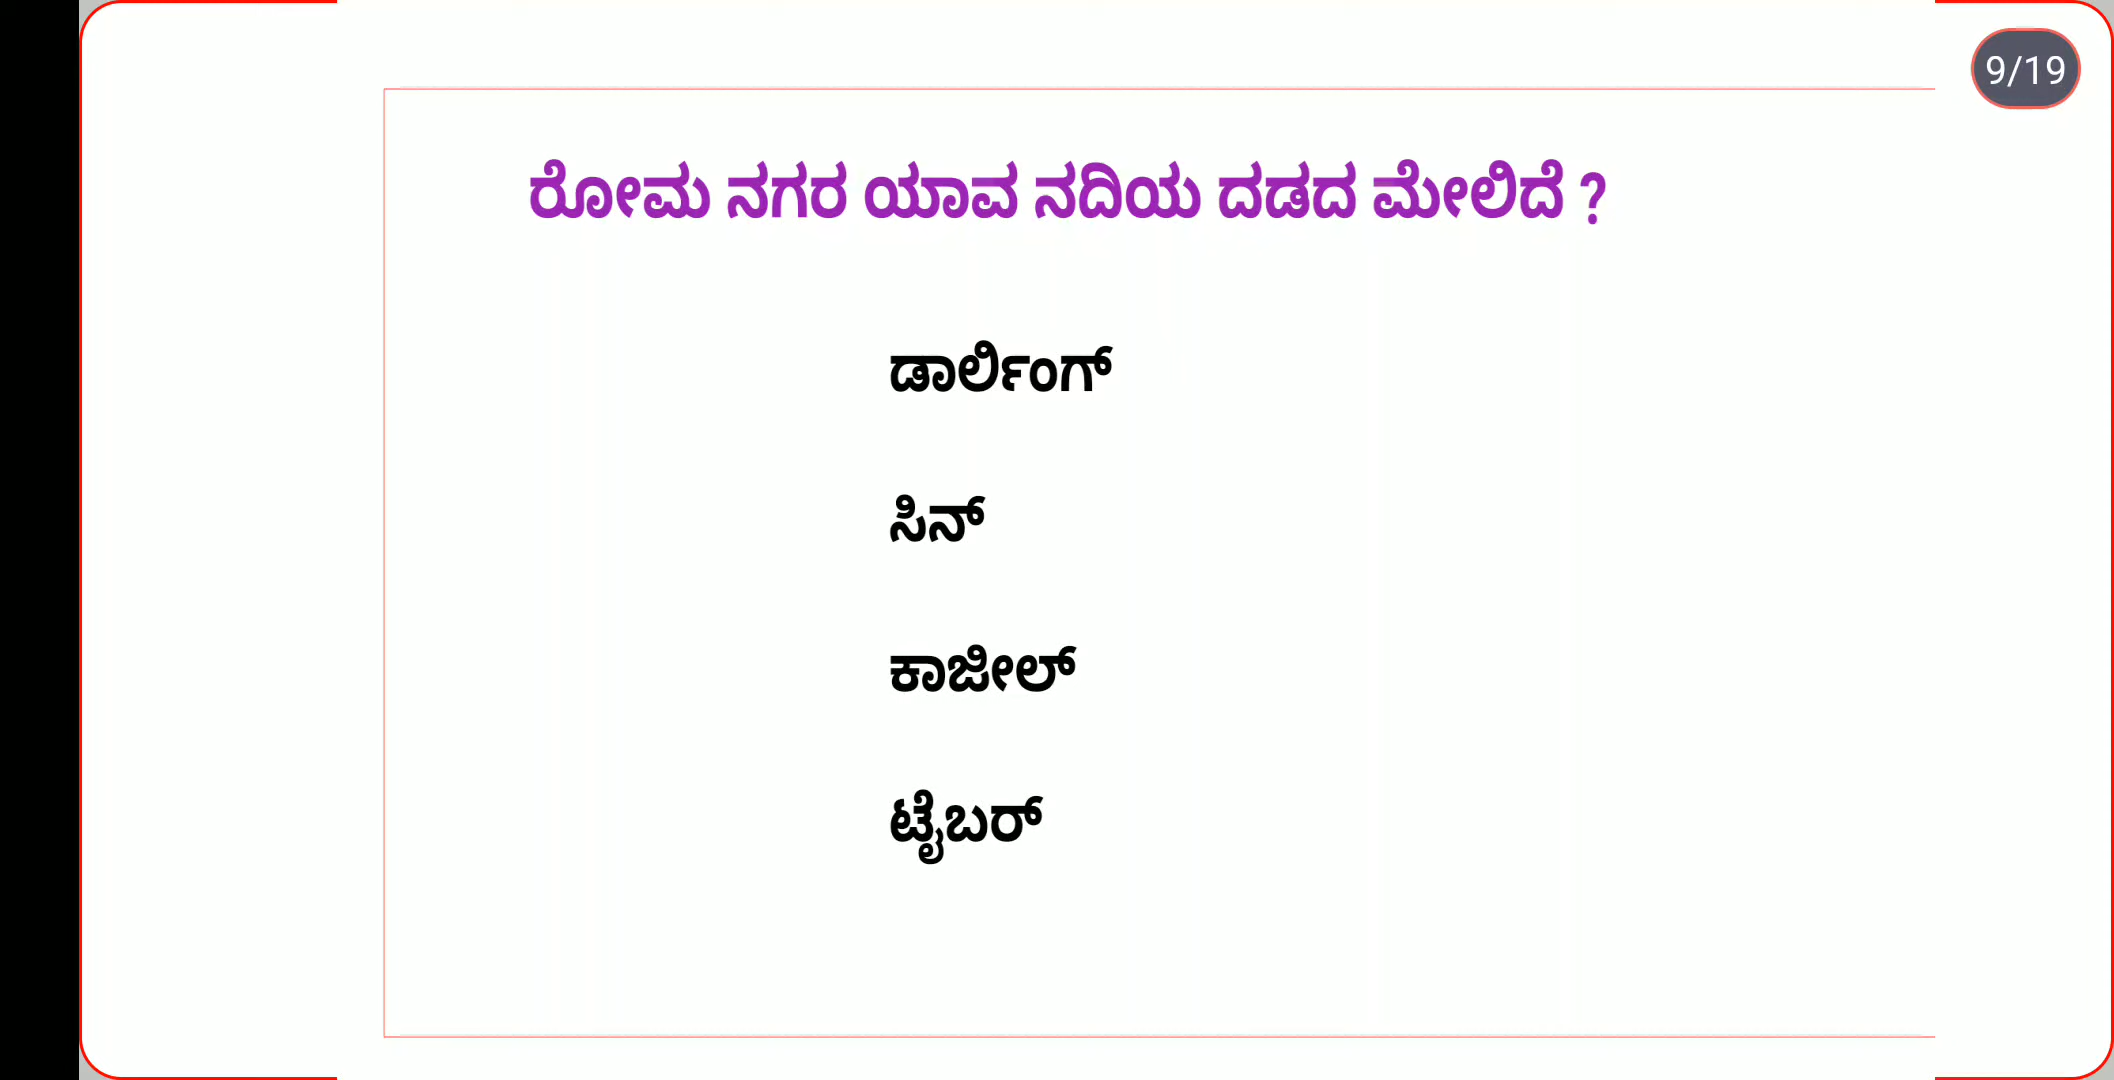 9/19
ರೋಮ ನಗರ ಯಾವ ನದಿಯ ದಡದ ಮೇಲಿದೆ ?
ಡಾರ್ಲಿಂಗ್
ಸಿನ್
ಕಾಜೀಲ್
ಟೈಬರ್